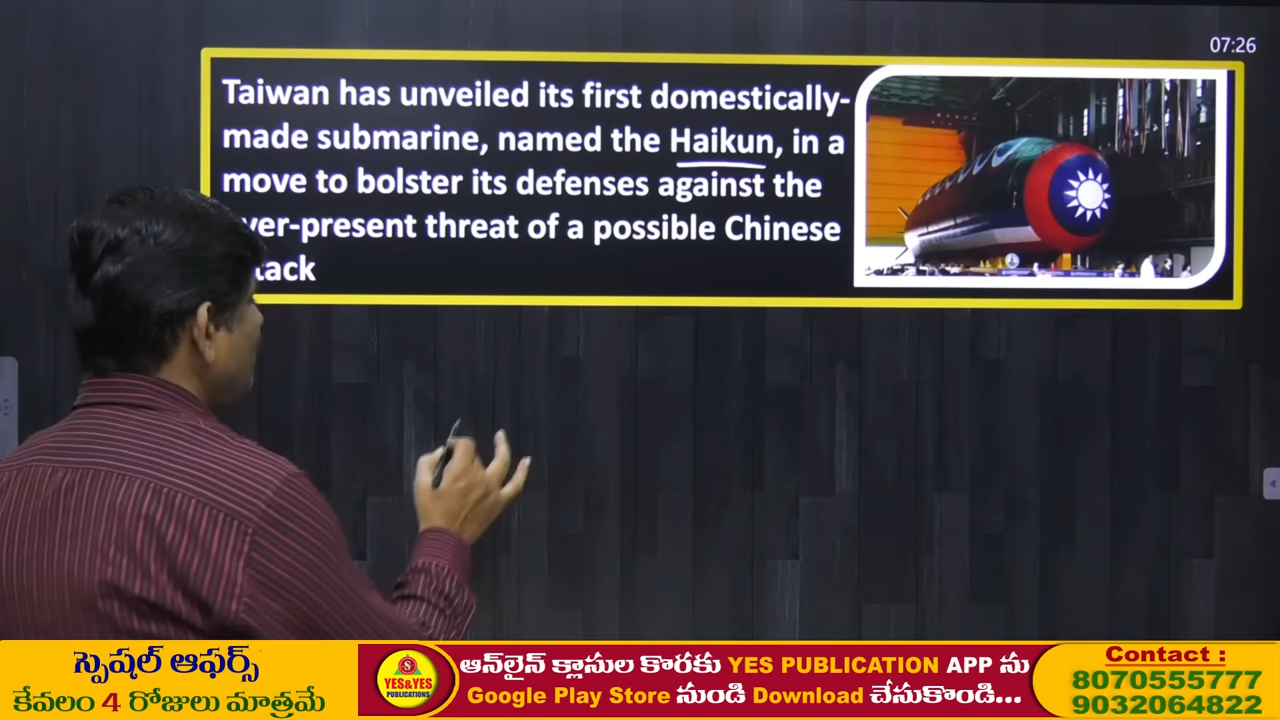 07:26
Taiwan has unveiled its first domestically-
made submarine, named the Haikun, in a
move to bolster its defenses against the
ver-present threat of a possible Chinese
tack
స్పెషల్ ఆఫర్స్
కేవలం 4 రోజులు మాత్రమే
S
YES&YES
PUBLICATIONS
ఆన్‌లైన్ క్లాసుల కొరకు YES PUBLICATION APP ను
Google Play Store నుండి Download చేసుకొండి...
Contact :
8070555777
9032064822